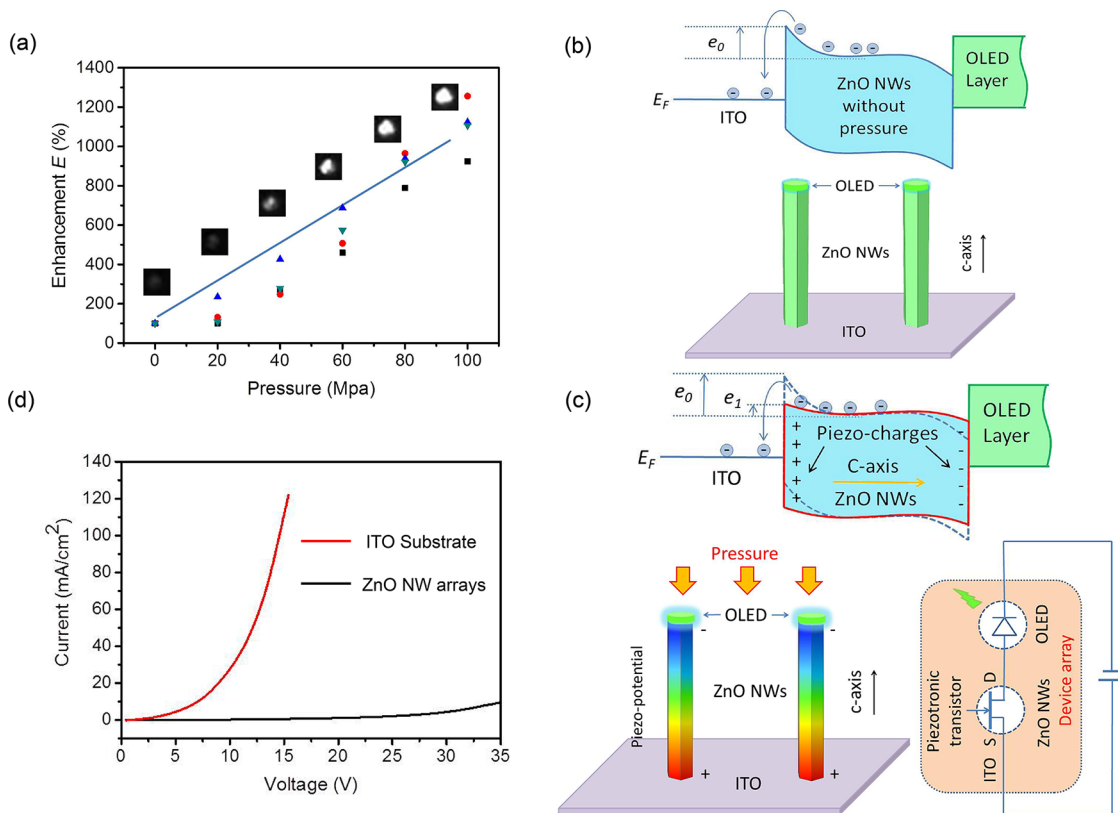 (a)
1400
1200
1000
800
600
400
200
0
Enhancement E (%)
0 20 40 60 80 100
Pressure (Mpa)
(b)
e0
EF
ITO
ZnO NWs
without
pressure
OLED
Layer
OLED
ZnO NWs
c-axis
ITO
(c)
e0
e1
EF
ITO
+ Piezo-charges -
+ -
+ C-axis -
+ ZnO NWs -
+ -
OLED
Layer
Pressure
OLED
- -
Piezo-potential
ZnO NWs
c-axis
+ +
ITO
Piezotronic
transistor
ITO S D
ZnO NWs OLED
Device array
(d)
140
120
100
80
60
40
20
0
Current (mA/cm2)
ITO Substrate
ZnO NW arrays
0 5 10 15 20 25 30 35
Voltage (V)